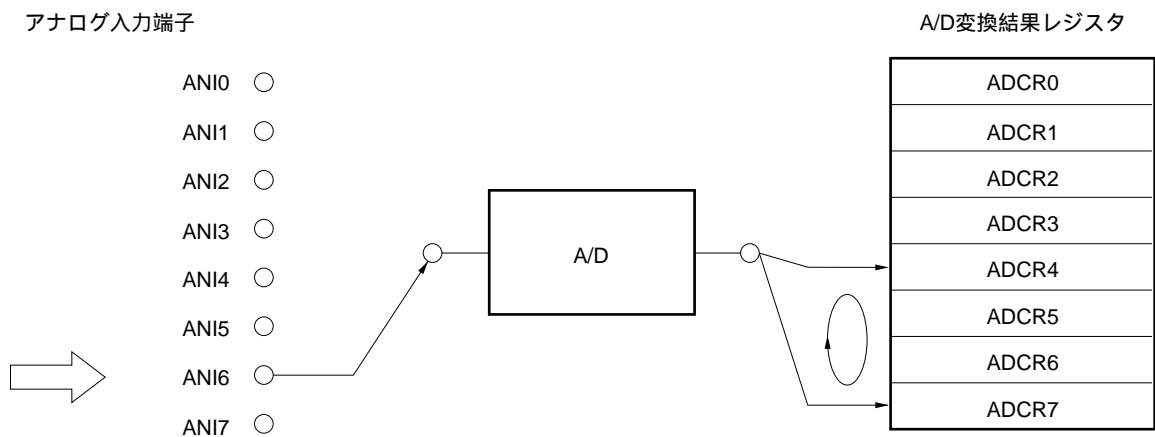 アナログ入力端子
A/D変換結果レジスタ
ANI0
ANI1
ANI2
ANI3
ANI4
ANI5
ANI6
ANI7
A/D
ADCR0
ADCR1
ADCR2
ADCR3
ADCR4
ADCR5
ADCR6
ADCR7